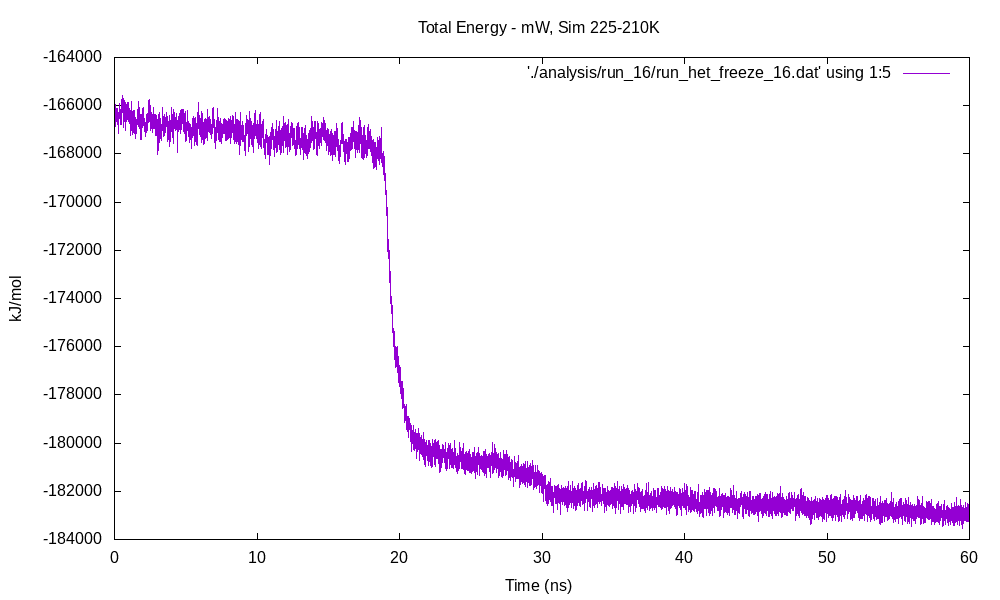 Total Energy - mW, Sim 225-210K
'./analysis/run_16/run_het_freeze_16.dat' using 1:5
-164000
-166000
-168000
-170000
-172000
-174000
-176000
-178000
-180000
-182000
-184000
kJ/mol
0 10 20 30 40 50 60
Time (ns)